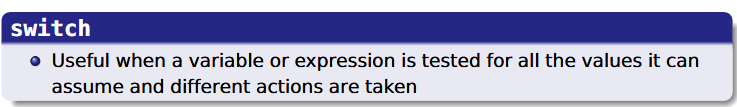 switch
Useful when a variable or expression is tested for all the values it can
assume and different actions are taken